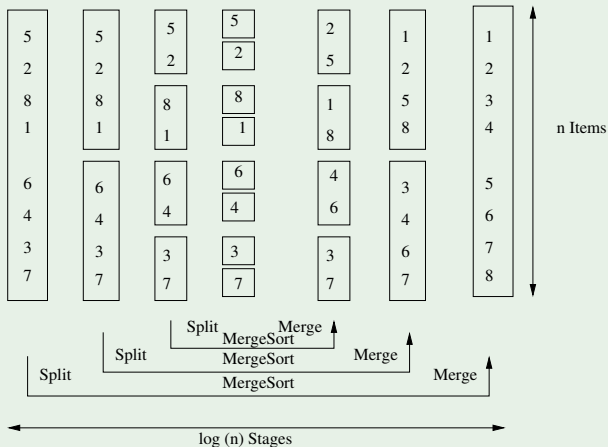 5 5 5 5 2 1 1
2 2 2 2 5 2 2
8 8 8 8 1 5 3
1 1 1 1 8 8 4
n Items
6 6 6 6 4 3 5
4 4 4 4 6 4 6
3 3 3 3 3 6 7
7 7 7 7 7 7 8
Split Merge
MergeSort
Split MergeSort Merge
Split MergeSort Merge
log (n) Stages